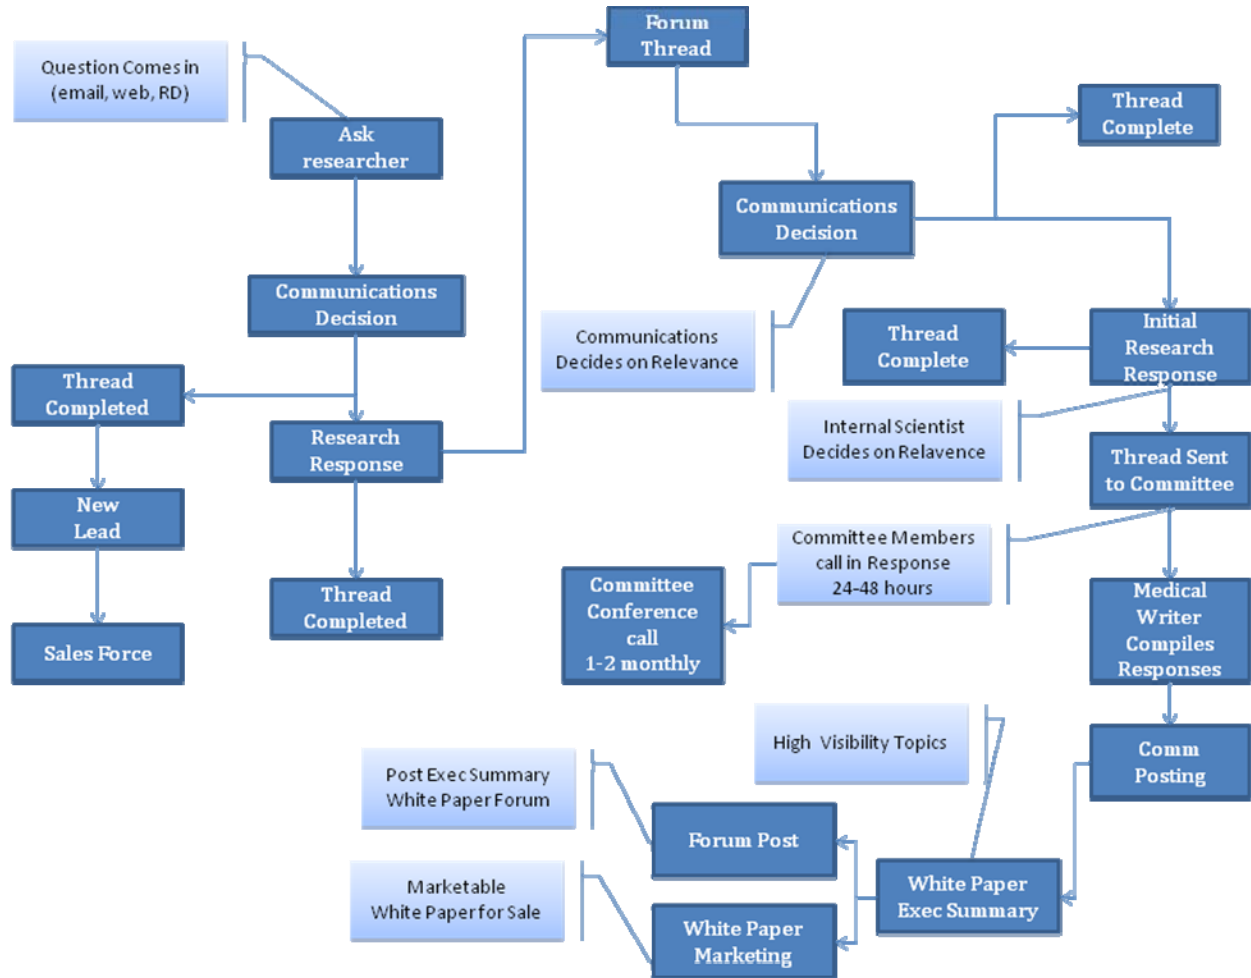 Forum
Thread
Question Comes in
(email, web, RD)
Ask
researcher
Thread
Complete
Communications
Decision
Communications
Decision
Communications
Decides on Relevance
Thread
Complete
Initial
Research
Response
Thread
Completed
Research
Response
Internal Scientist
Decides on Relavence
Thread Sent
to Committee
New
Lead
Committee Members
call in Response
24-48 hours
Thread
Completed
Committee
Conference
call
1-2 monthly
Medical
Writer
Compiles
Responses
Sales Force
High Visibility Topics
Comm
Posting
Post Exec Summary
White Paper Forum
Forum Post
Marketable
White Paper for Sale
White Paper
Exec Summary
White Paper
Marketing